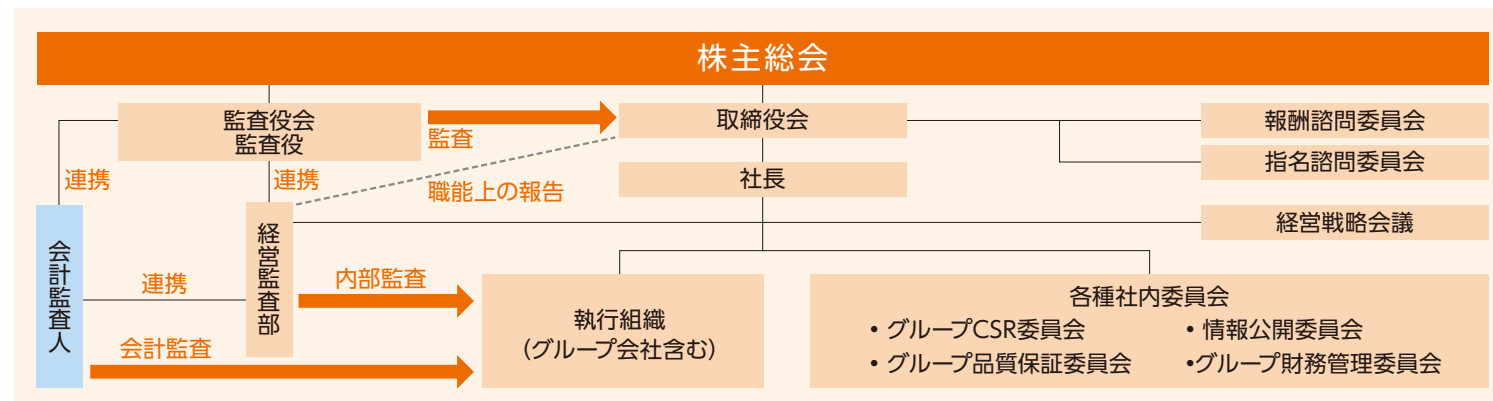 株主総会
監査役会
監査役
監査
取締役会
報酬諮問委員会
指名諮問委員会
連携
連携
職能上の報告
社長
経営戦略会議
会計監査人
経営監査部
連携
内部監査
会計監査
執行組織
(グループ会社含む)
各種社内委員会
• グループCSR委員会
• 情報公開委員会
• グループ品質保証委員会
•グループ財務管理委員会